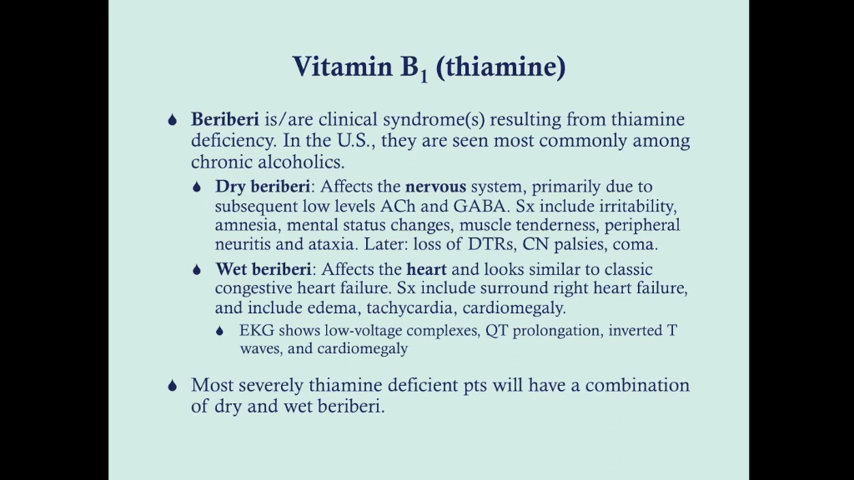 Vitamin B1 (thiamine)
Beriberi is/are clinical syndrome(s) resulting from thiamine
deficiency. In the U.S., they are seen most commonly among
chronic alcoholics.
Dry beriberi: Affects the nervous system, primarily due to
subsequent low levels ACh and GABA. Sx include irritability,
amnesia, mental status changes, muscle tenderness, peripheral
neuritis and ataxia. Later: loss of DTRs, CN palsies, coma.
Wet beriberi: Affects the heart and looks similar to classic
congestive heart failure. Sx include surround right heart failure,
and include edema, tachycardia, cardiomegaly.
EKG shows low-voltage complexes, QT prolongation, inverted T
waves, and cardiomegaly
Most severely thiamine deficient pts will have a combination
of dry and wet beriberi.